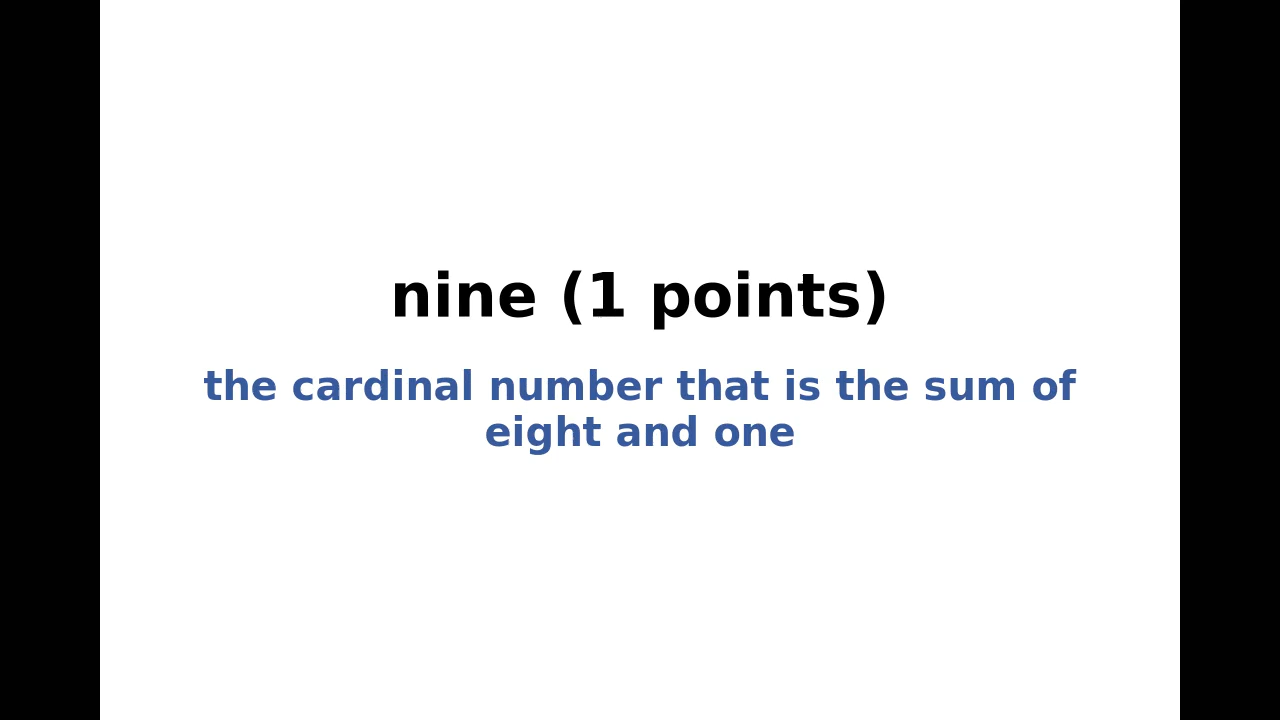 nine (1 points)
the cardinal number that is the sum of
eight and one